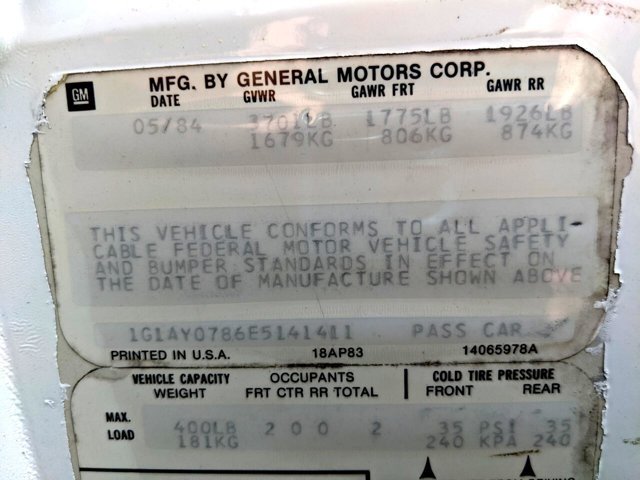 GM
MFG. BY GENERAL MOTORS CORP.
DATE GVWR GAWR FRT GAWR RR
05/84 3701LB 1775LB 1926LB
1679KG 806KG 874KG
THIS VEHICLE CONFORMS TO ALL APPLI-
CABLE FEDERAL MOTOR VEHICLE SAFETY
AND BUMPER STANDARDS IN EFFECT ON
THE DATE OF MANUFACTURE SHOWN ABOVE
1G1AY0786E5141411 PASS CAR
PRINTED IN U.S.A. 18AP83 14065978A
VEHICLE CAPACITY OCCUPANTS COLD TIRE PRESSURE
WEIGHT FRT CTR RR TOTAL FRONT REAR
MAX. 400LB 2 0 0 2 35 PSI 35
LOAD 181KG 240 KPA 240